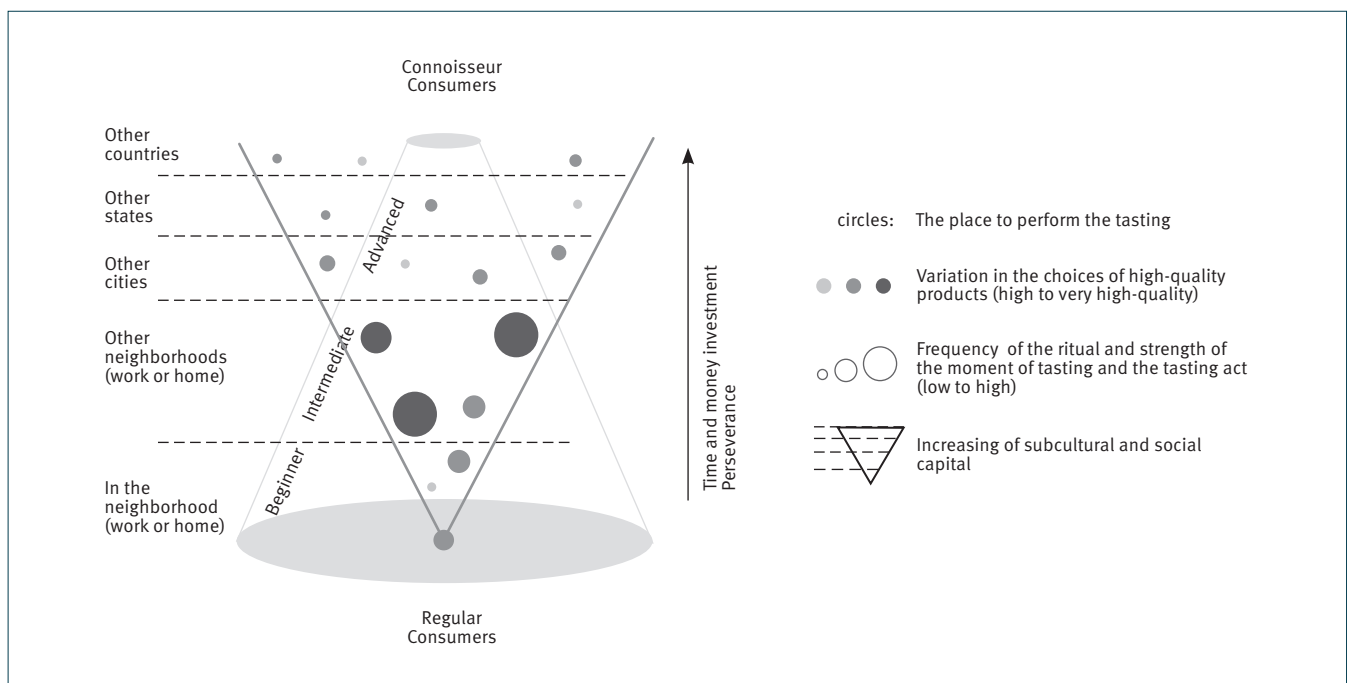 Connoisseur
Consumers
Other
countries
Other
states
Other
cities
Other
neighborhoods
(work or home)
In the
neighborhood
(work or home)
Advanced
Intermediate
Beginner
Regular
Consumers
Time and money investment
Perseverance
circles: The place to perform the tasting
Variation in the choices of high-quality
products (high to very high-quality)
Frequency of the ritual and strength of
the moment of tasting and the tasting act
(low to high)
Increasing of subcultural and social
capital